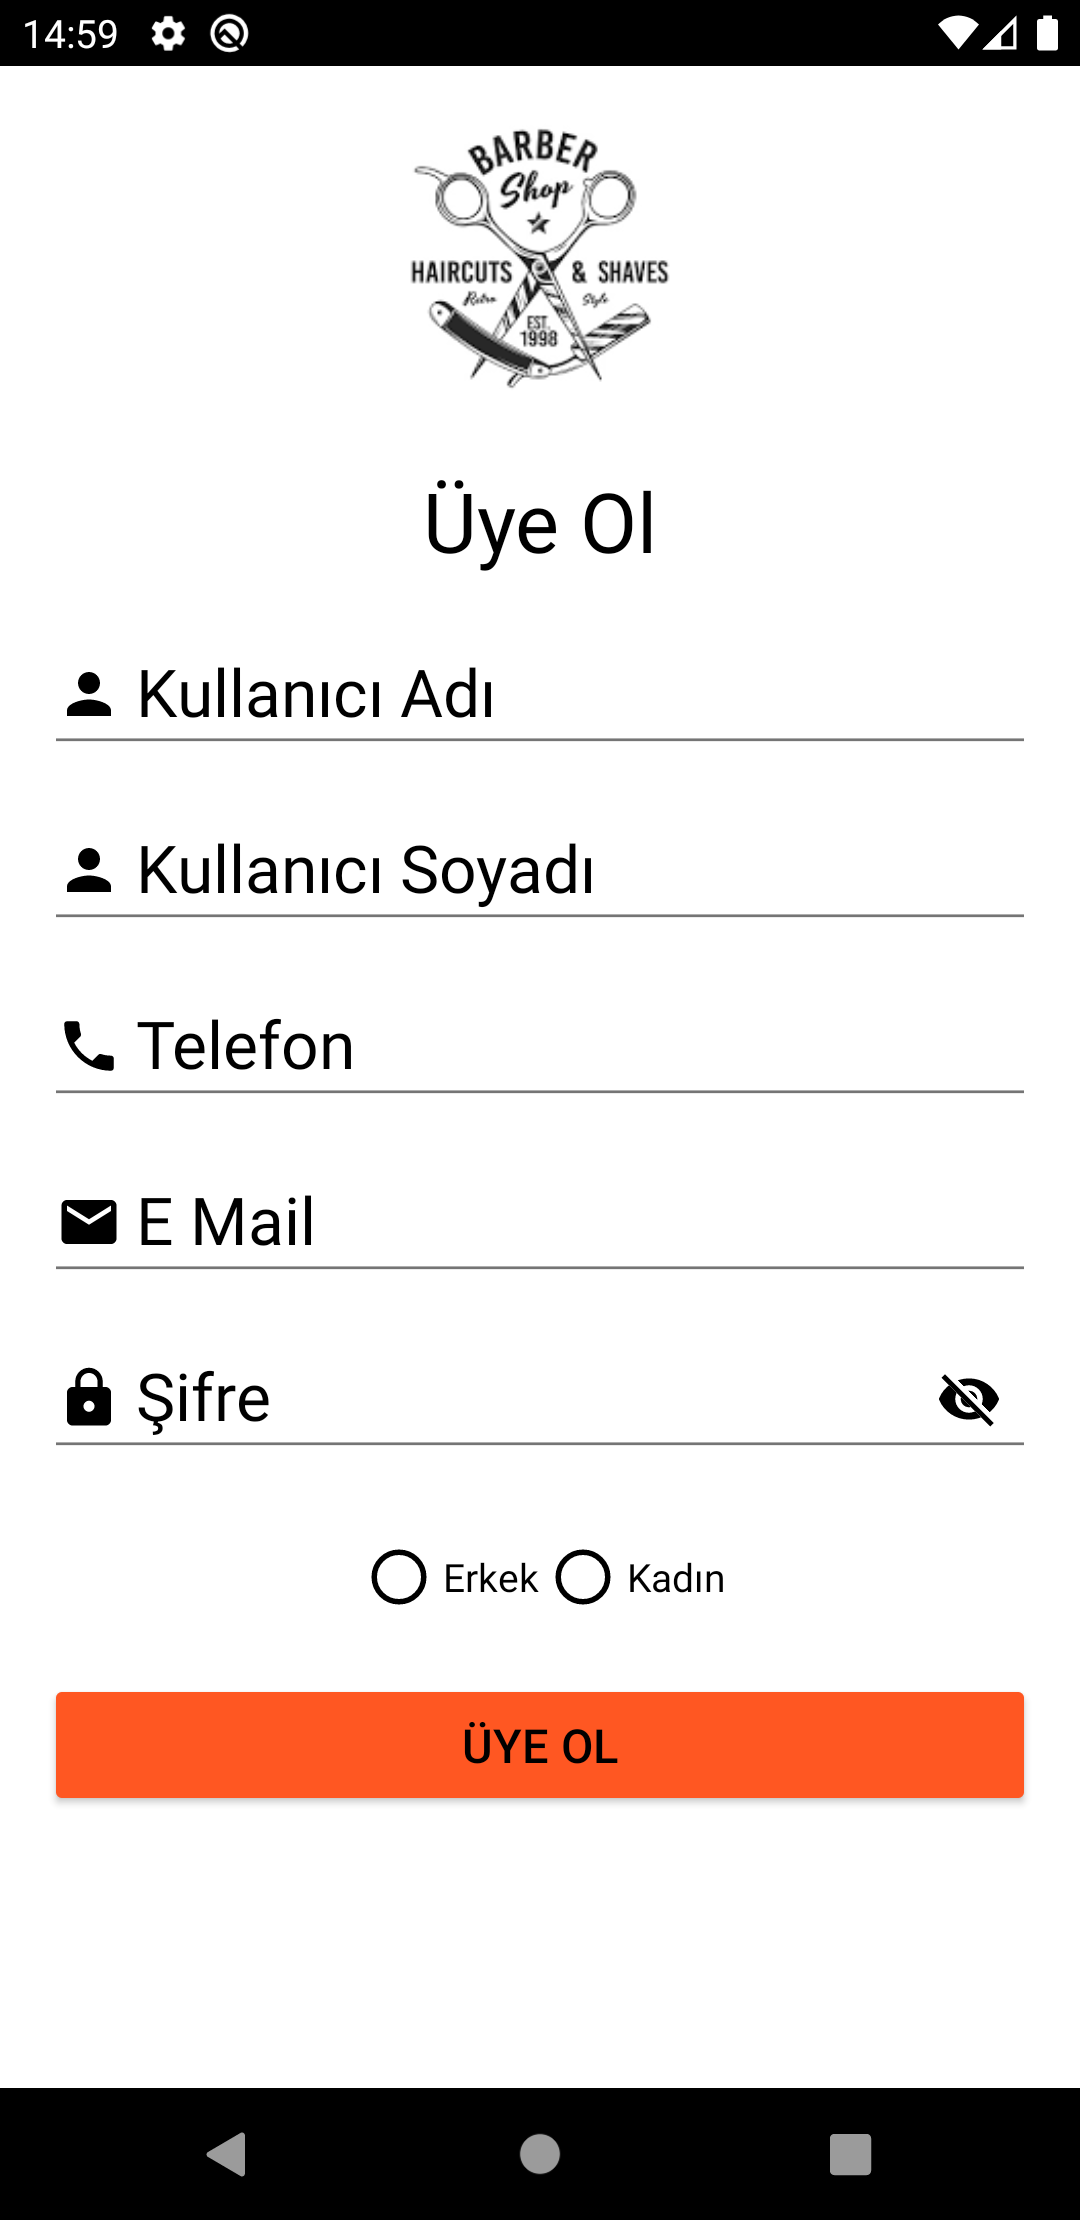 14:59
BARBER
Shop
HAIRCUTS & SHAVES
Retro Style
EST.
1998
Üye Ol
Kullanıcı Adı
Kullanıcı Soyadı
Telefon
E Mail
Şifre
Erkek Kadın
ÜYE OL